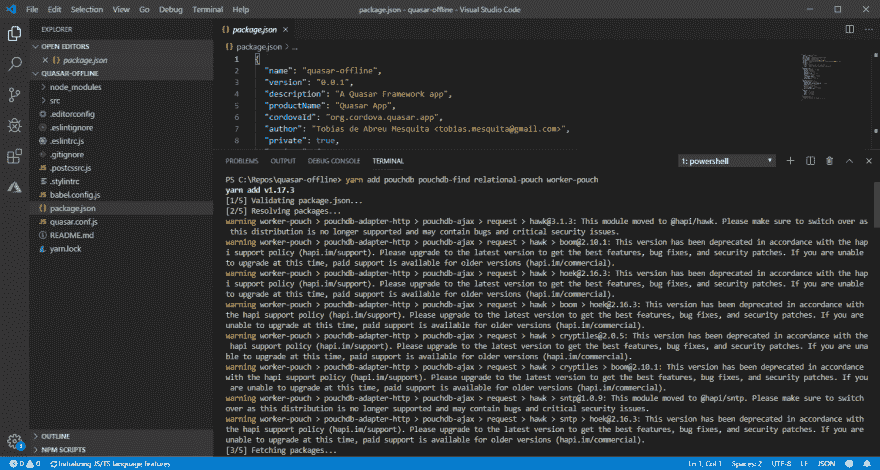 File Edit Selection View Go Debug Terminal Help
package.json - quasar-offline - Visual Studio Code
EXPLORER
OPEN EDITORS
package.json
QUASAR-OFFLINE
node_modules
src
.editorconfig
.eslintignore
.eslintrc.js
.gitignore
.postcssrc.js
.stylintrc
babel.config.js
package.json
quasar.conf.js
README.md
yarn.lock
OUTLINE
NPM SCRIPTS
package.json
package.json > ...
1 {
2 "name": "quasar-offline",
3 "version": "0.0.1",
4 "description": "A Quasar Framework app",
5 "productName": "Quasar App",
6 "cordovaId": "org.cordova.quasar.app",
7 "author": "Tobias de Abreu Mesquita <tobias.mesquita@gmail.com>",
8 "private": true,
PROBLEMS OUTPUT DEBUG CONSOLE TERMINAL
1: powershell
PS C:\Repos\quasar-offline> yarn add pouchdb pouchdb-find relational-pouch worker-pouch
yarn add v1.17.3
[1/5] Validating package.json...
[2/5] Resolving packages...
warning worker-pouch > pouchdb-adapter-http > pouchdb-ajax > request > hawk@3.1.3: This module moved to @hapi/hawk. Please make sure to switch over as
this distribution is no longer supported and may contain bugs and critical security issues.
warning worker-pouch > pouchdb-adapter-http > pouchdb-ajax > request > hawk > boom@2.10.1: This version has been deprecated in accordance with the hap
i support policy (hapi.im/support). Please upgrade to the latest version to get the best features, bug fixes, and security patches. If you are unable
to upgrade at this time, paid support is available for older versions (hapi.im/commercial).
warning worker-pouch > pouchdb-adapter-http > pouchdb-ajax > request > hawk > hoek@2.16.3: This version has been deprecated in accordance with the hap
i support policy (hapi.im/support). Please upgrade to the latest version to get the best features, bug fixes, and security patches. If you are unable
to upgrade at this time, paid support is available for older versions (hapi.im/commercial).
warning worker-pouch > pouchdb-adapter-http > pouchdb-ajax > request > hawk > boom > hoek@2.16.3: This version has been deprecated in accordance with
the hapi support policy (hapi.im/support). Please upgrade to the latest version to get the best features, bug fixes, and security patches. If you are
unable to upgrade at this time, paid support is available for older versions (hapi.im/commercial).
warning worker-pouch > pouchdb-adapter-http > pouchdb-ajax > request > hawk > cryptiles@2.0.5: This version has been deprecated in accordance with the
hapi support policy (hapi.im/support). Please upgrade to the latest version to get the best features, bug fixes, and security patches. If you are una
ble to upgrade at this time, paid support is available for older versions (hapi.im/commercial).
warning worker-pouch > pouchdb-adapter-http > pouchdb-ajax > request > hawk > cryptiles > boom@2.10.1: This version has been deprecated in accordance
with the hapi support policy (hapi.im/support). Please upgrade to the latest version to get the best features, bug fixes, and security patches. If you
are unable to upgrade at this time, paid support is available for older versions (hapi.im/commercial).
warning worker-pouch > pouchdb-adapter-http > pouchdb-ajax > request > hawk > sntp@1.0.9: This module moved to @hapi/sntp. Please make sure to switch
over as this distribution is no longer supported and may contain bugs and critical security issues.
warning worker-pouch > pouchdb-adapter-http > pouchdb-ajax > request > hawk > sntp > hoek@2.16.3: This version has been deprecated in accordance with
the hapi support policy (hapi.im/support). Please upgrade to the latest version to get the best features, bug fixes, and security patches. If you are
unable to upgrade at this time, paid support is available for older versions (hapi.im/commercial).
[3/5] Fetching packages...
0 0 Initializing JS/TS language features
Ln 1, Col 1 Spaces: 2 UTF-8 LF JSON